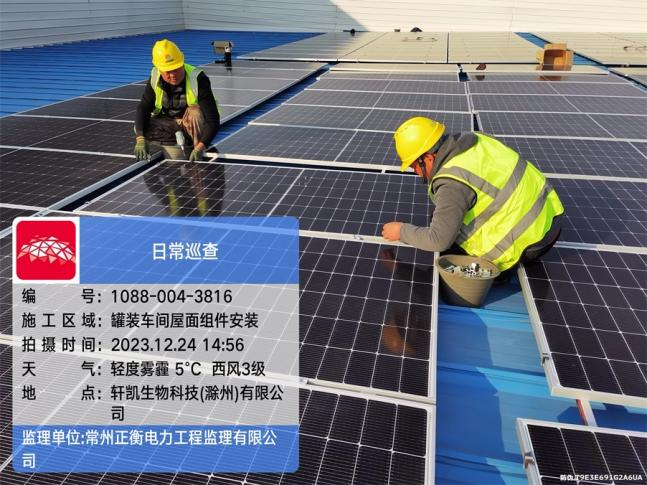 日常巡查
编号：1088-004-3816
施工区域：罐装车间屋面组件安装
拍摄时间：2023.12.24 14:56
天气：轻度雾霾 5°C 西风3级
地点：轩凯生物科技(滁州)有限公
司
监理单位:常州正衡电力工程监理有限公
司
防伪 T9E3E691G2A6UA